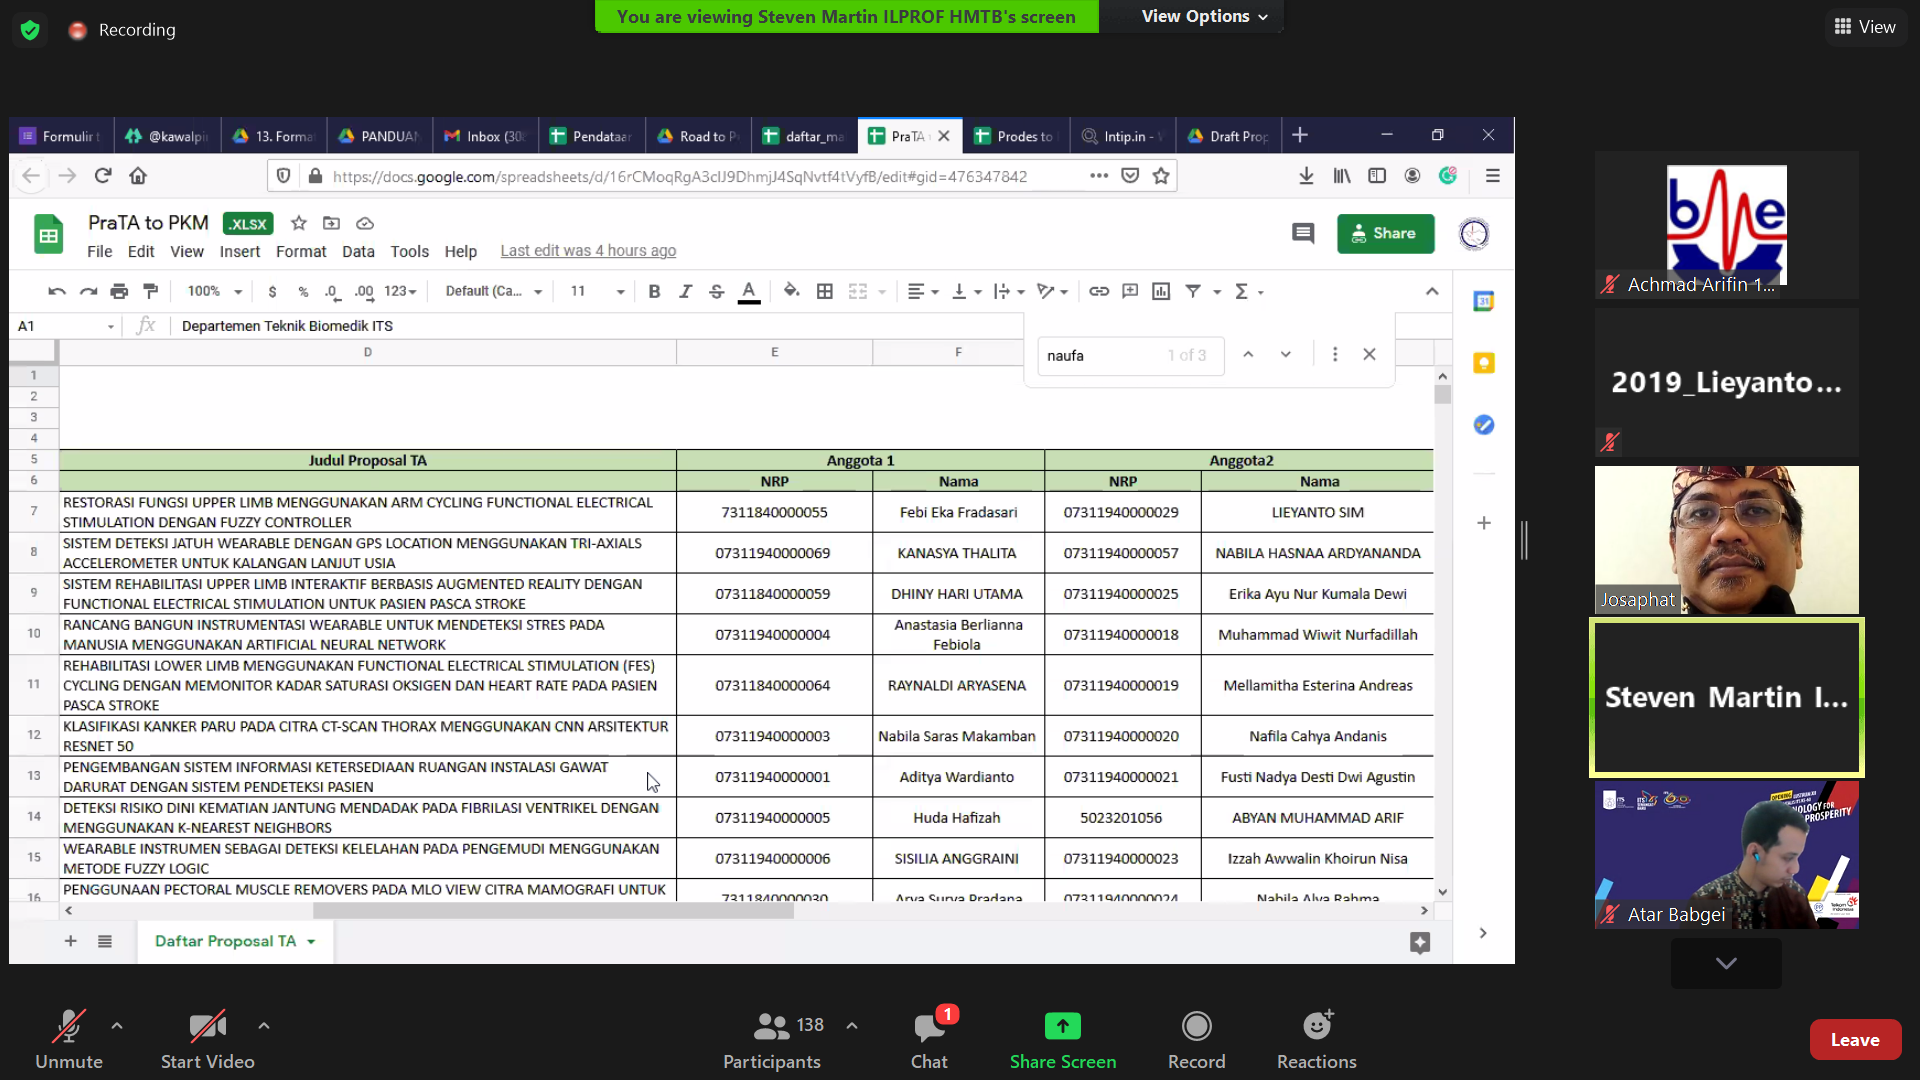 Recording
You are viewing Steven Martin ILPROF HMTB's screen
View Options
View
Formulir
@kawalpi
13. Forma
PANDUAN
Inbox (30
Pendataan
Road to P
daftar_ma
PraTA
Prodes to
Intip.in -
Draft Prop
https://docs.google.com/spreadsheets/d/16rCMoqRgA3cIJ9DhmjJ4SqNvtf4tVyfB/edit#gid=476347842
PraTA to PKM .XLSX
Share
File Edit View Insert Format Data Tools Help Last edit was 4 hours ago
100% $ % .0 .00 123 Default (Ca... 11 B I S A
A1 fx Departemen Teknik Biomedik ITS
naufa 1 of 3
D E F
1
2
3
4
5 Judul Proposal TA Anggota 1 Anggota2
6 NRP Nama NRP Nama
7 RESTORASI FUNGSI UPPER LIMB MENGGUNAKAN ARM CYCLING FUNCTIONAL ELECTRICAL
STIMULATION DENGAN FUZZY CONTROLLER
7311840000055 Febi Eka Fradasari 07311940000029 LIEYANTO SIM
8 SISTEM DETEKSI JATUH WEARABLE DENGAN GPS LOCATION MENGGUNAKAN TRI-AXIALS
ACCELEROMETER UNTUK KALANGAN LANJUT USIA
07311940000069 KANASYA THALITA 07311940000057 NABILA HASNAA ARDYANANDA
9 SISTEM REHABILITASI UPPER LIMB INTERAKTIF BERBASIS AUGMENTED REALITY DENGAN
FUNCTIONAL ELECTRICAL STIMULATION UNTUK PASIEN PASCA STROKE
07311840000059 DHINY HARI UTAMA 07311940000025 Erika Ayu Nur Kumala Dewi
10 RANCANG BANGUN INSTRUMENTASI WEARABLE UNTUK MENDETEKSI STRES PADA
MANUSIA MENGGUNAKAN ARTIFICIAL NEURAL NETWORK
07311940000004 Anastasia Berlianna
Febiola
07311940000018 Muhammad Wiwit Nurfadillah
11 REHABILITASI LOWER LIMB MENGGUNAKAN FUNCTIONAL ELECTRICAL STIMULATION (FES)
CYCLING DENGAN MEMONITOR KADAR SATURASI OKSIGEN DAN HEART RATE PADA PASIEN
PASCA STROKE
07311840000064 RAYNALDI ARYASENA 07311940000019 Mellamitha Esterina Andreas
12 KLASIFIKASI KANKER PARU PADA CITRA CT-SCAN THORAX MENGGUNAKAN CNN ARSITEKTUR
RESNET 50
07311940000003 Nabila Saras Makamban 07311940000020 Nafila Cahya Andanis
13 PENGEMBANGAN SISTEM INFORMASI KETERSEDIAAN RUANGAN INSTALASI GAWAT
DARURAT DENGAN SISTEM PENDETEKSI PASIEN
07311940000001 Aditya Wardianto 07311940000021 Fusti Nadya Desti Dwi Agustin
14 DETEKSI RISIKO DINI KEMATIAN JANTUNG MENDADAK PADA FIBRILASI VENTRIKEL DENGAN
MENGGUNAKAN K-NEAREST NEIGHBORS
07311940000005 Huda Hafizah 5023201056 ABYAN MUHAMMAD ARIF
15 WEARABLE INSTRUMEN SEBAGAI DETEKSI KELELAHAN PADA PENGEMUDI MENGGUNAKAN
METODE FUZZY LOGIC
07311940000006 SISILIA ANGGRAINI 07311940000023 Izzah Awwalin Khoirun Nisa
16 PENGGUNAAN PECTORAL MUSCLE REMOVERS PADA MLO VIEW CITRA MAMOGRAFI UNTUK
7311840000030 Arya Surya Pradana 07311940000024 Nabila Alya Rahma
Daftar Proposal TA
31
bme
Achmad Arifin 1...
2019_Lieyanto...
Josaphat
Steven Martin I...
ITS
OPENING
NOLOGY FOR
PROSPERITY
Telkom
Indonesia
Atar Babgei
Unmute
Start Video
138
Participants
1
Chat
Share Screen
Record
Reactions
Leave